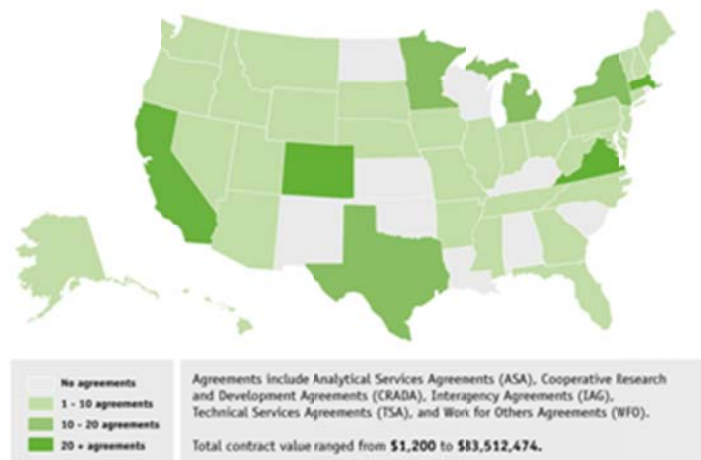 No agreements
1 - 10 agreements
10 - 20 agreements
20 + agreements
Agreements include Analytical Services Agreements (ASA), Cooperative Research
and Development Agreements (CRADA), Interagency Agreements (IAG),
Technical Services Agreements (TSA), and Work for Others Agreements (WFO).
Total contract value ranged from $1,200 to $83,512,474.